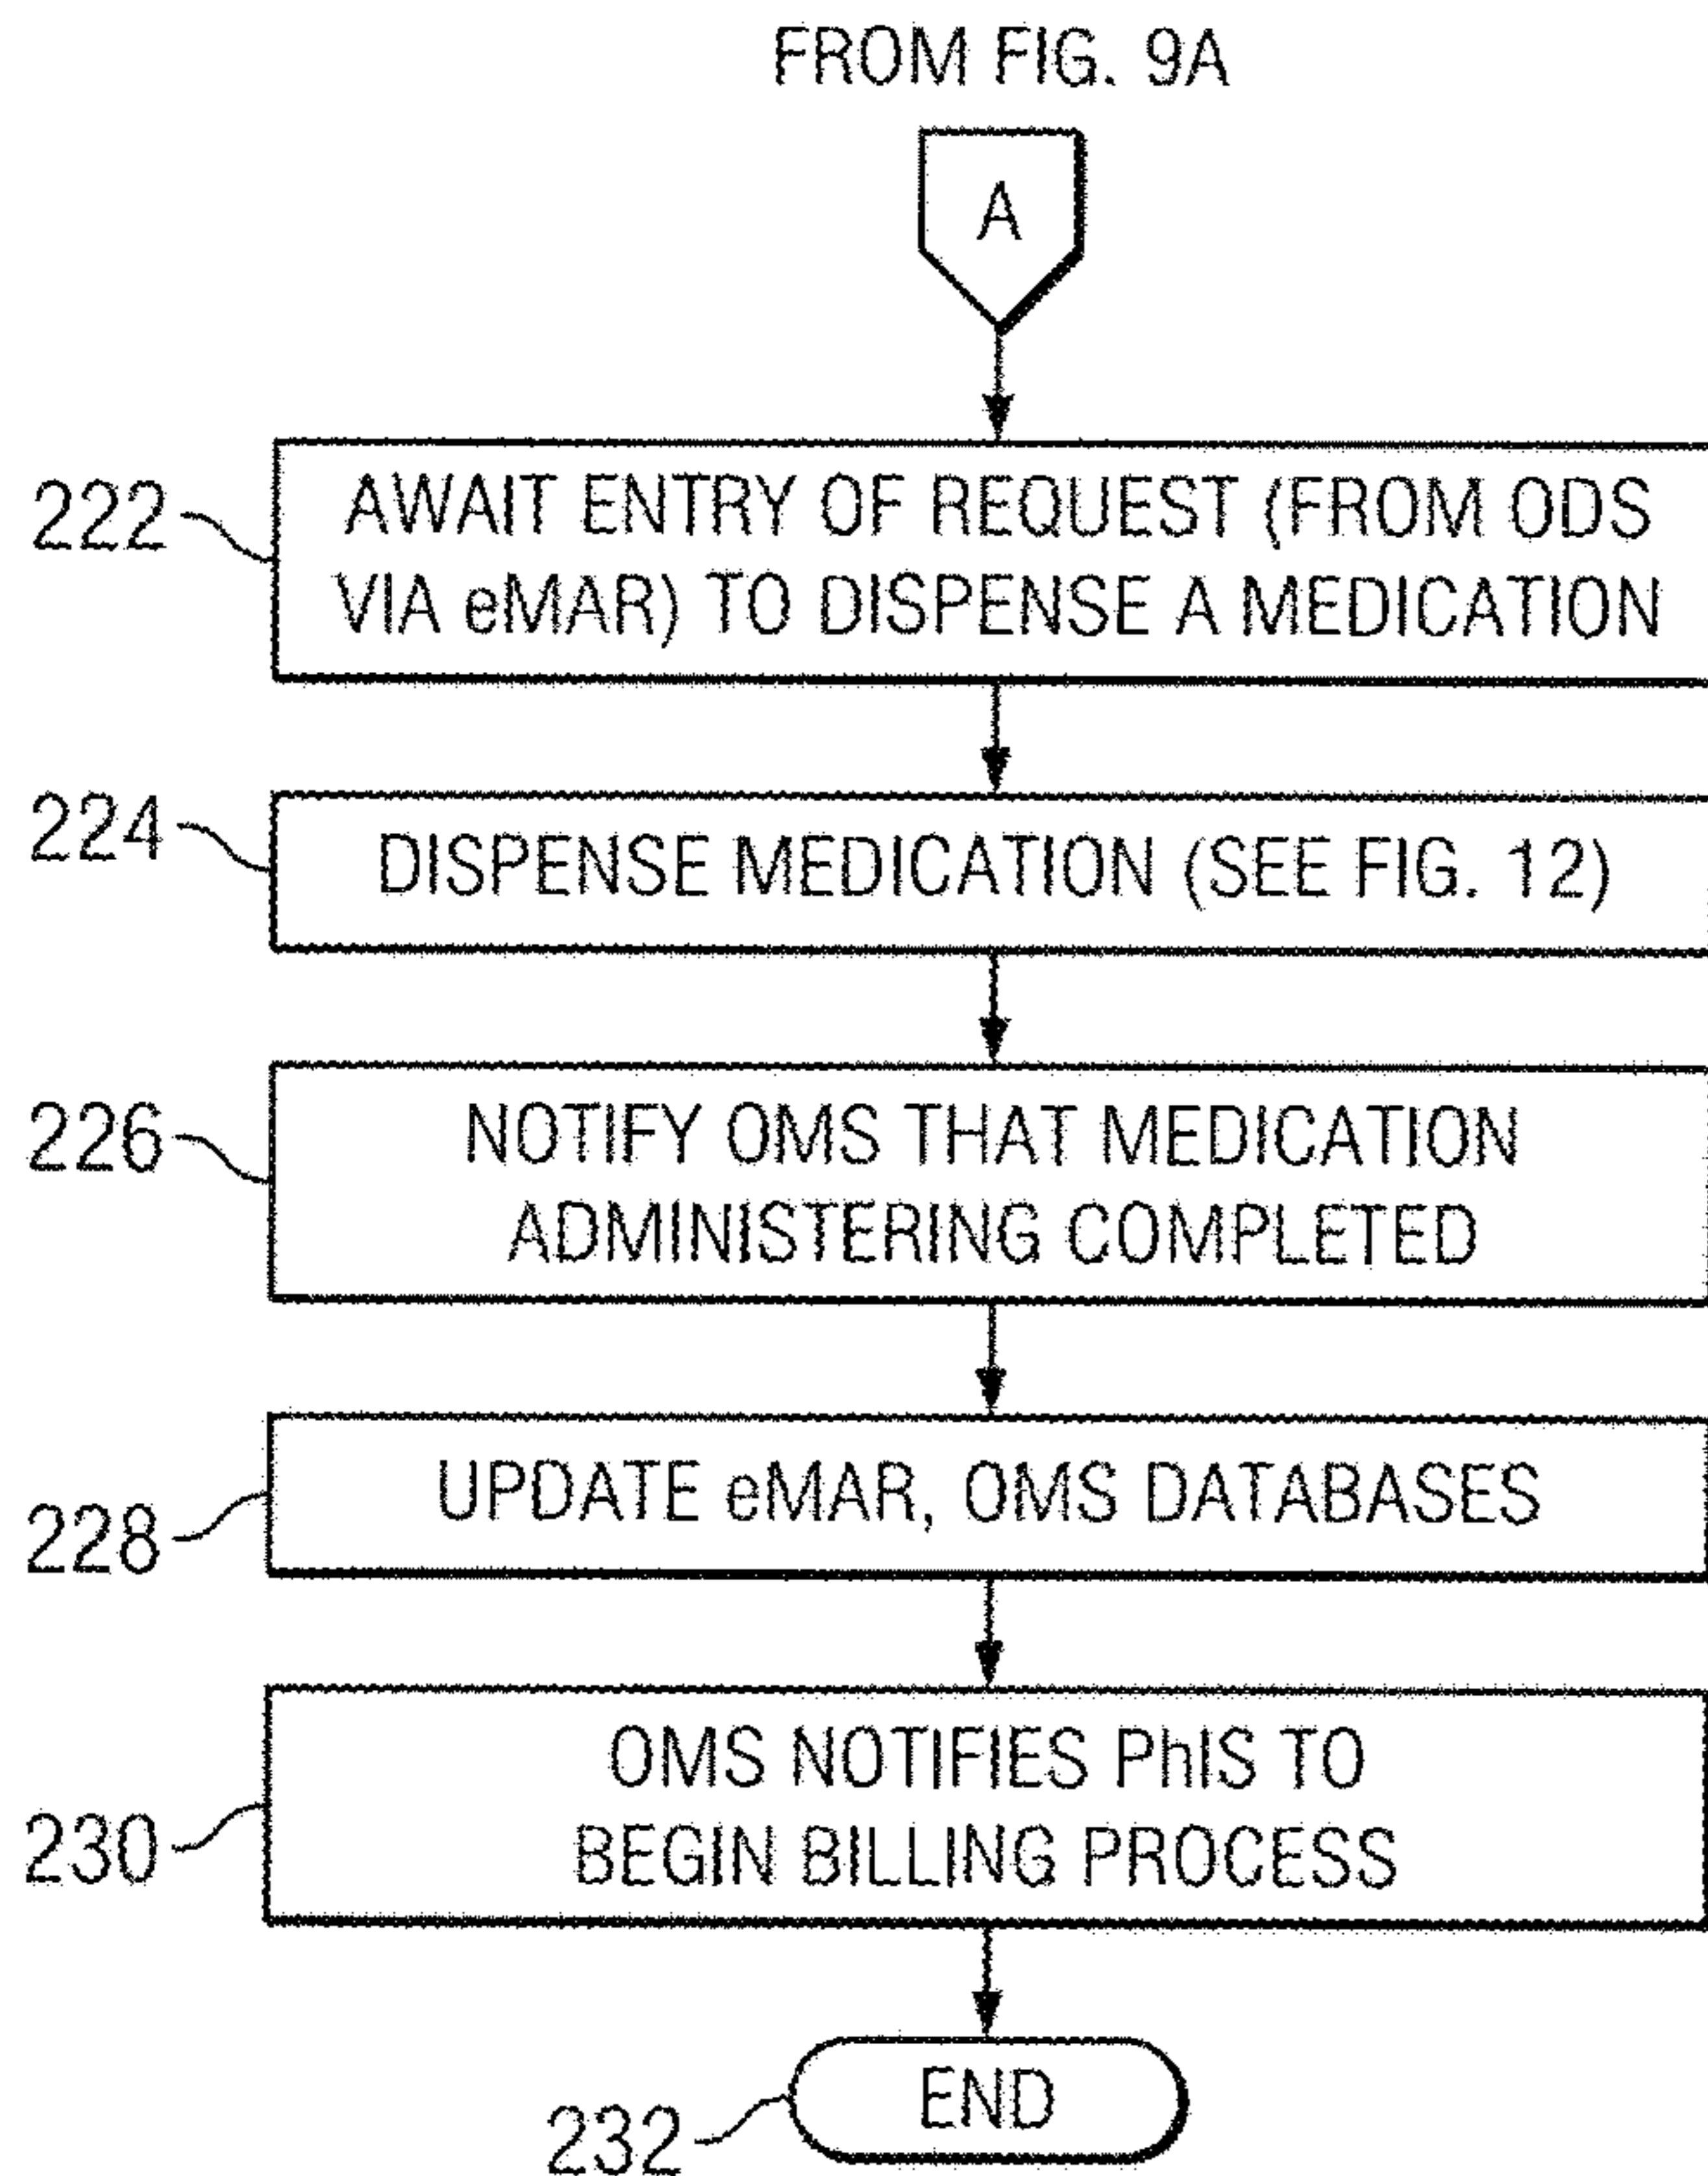 FROM FIG. 9A
A
222
AWAIT ENTRY OF REQUEST (FROM ODS
VIA eMAR) TO DISPENSE A MEDICATION
224
DISPENSE MEDICATION (SEE FIG. 12)
226
NOTIFY OMS THAT MEDICATION
ADMINISTERING COMPLETED
228
UPDATE eMAR, OMS DATABASES
230
OMS NOTIFIES PhIS TO
BEGIN BILLING PROCESS
232
END